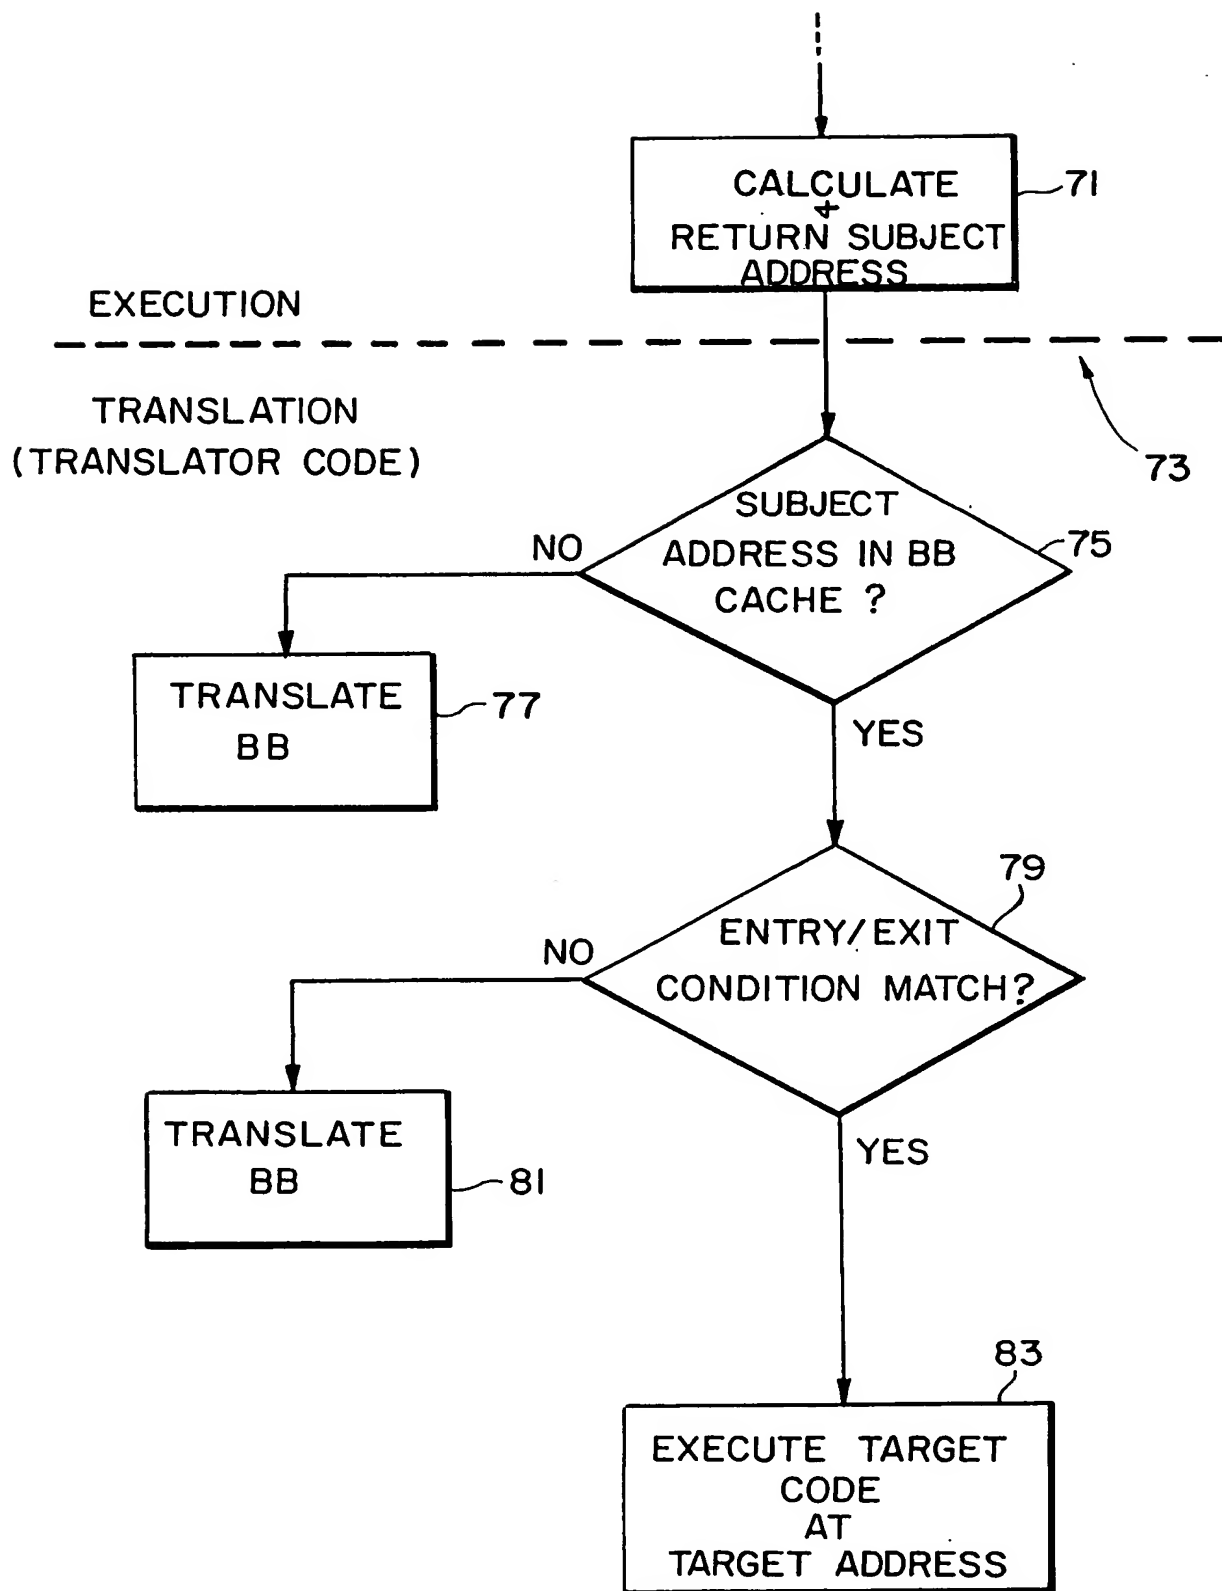 CALCULATE
+
RETURN SUBJECT
ADDRESS
71
EXECUTION
TRANSLATION
(TRANSLATOR CODE)
73
SUBJECT
ADDRESS IN BB
CACHE ?
75
NO
YES
TRANSLATE
BB
77
ENTRY/EXIT
CONDITION MATCH?
79
NO
YES
TRANSLATE
BB
81
83
EXECUTE TARGET
CODE
AT
TARGET ADDRESS